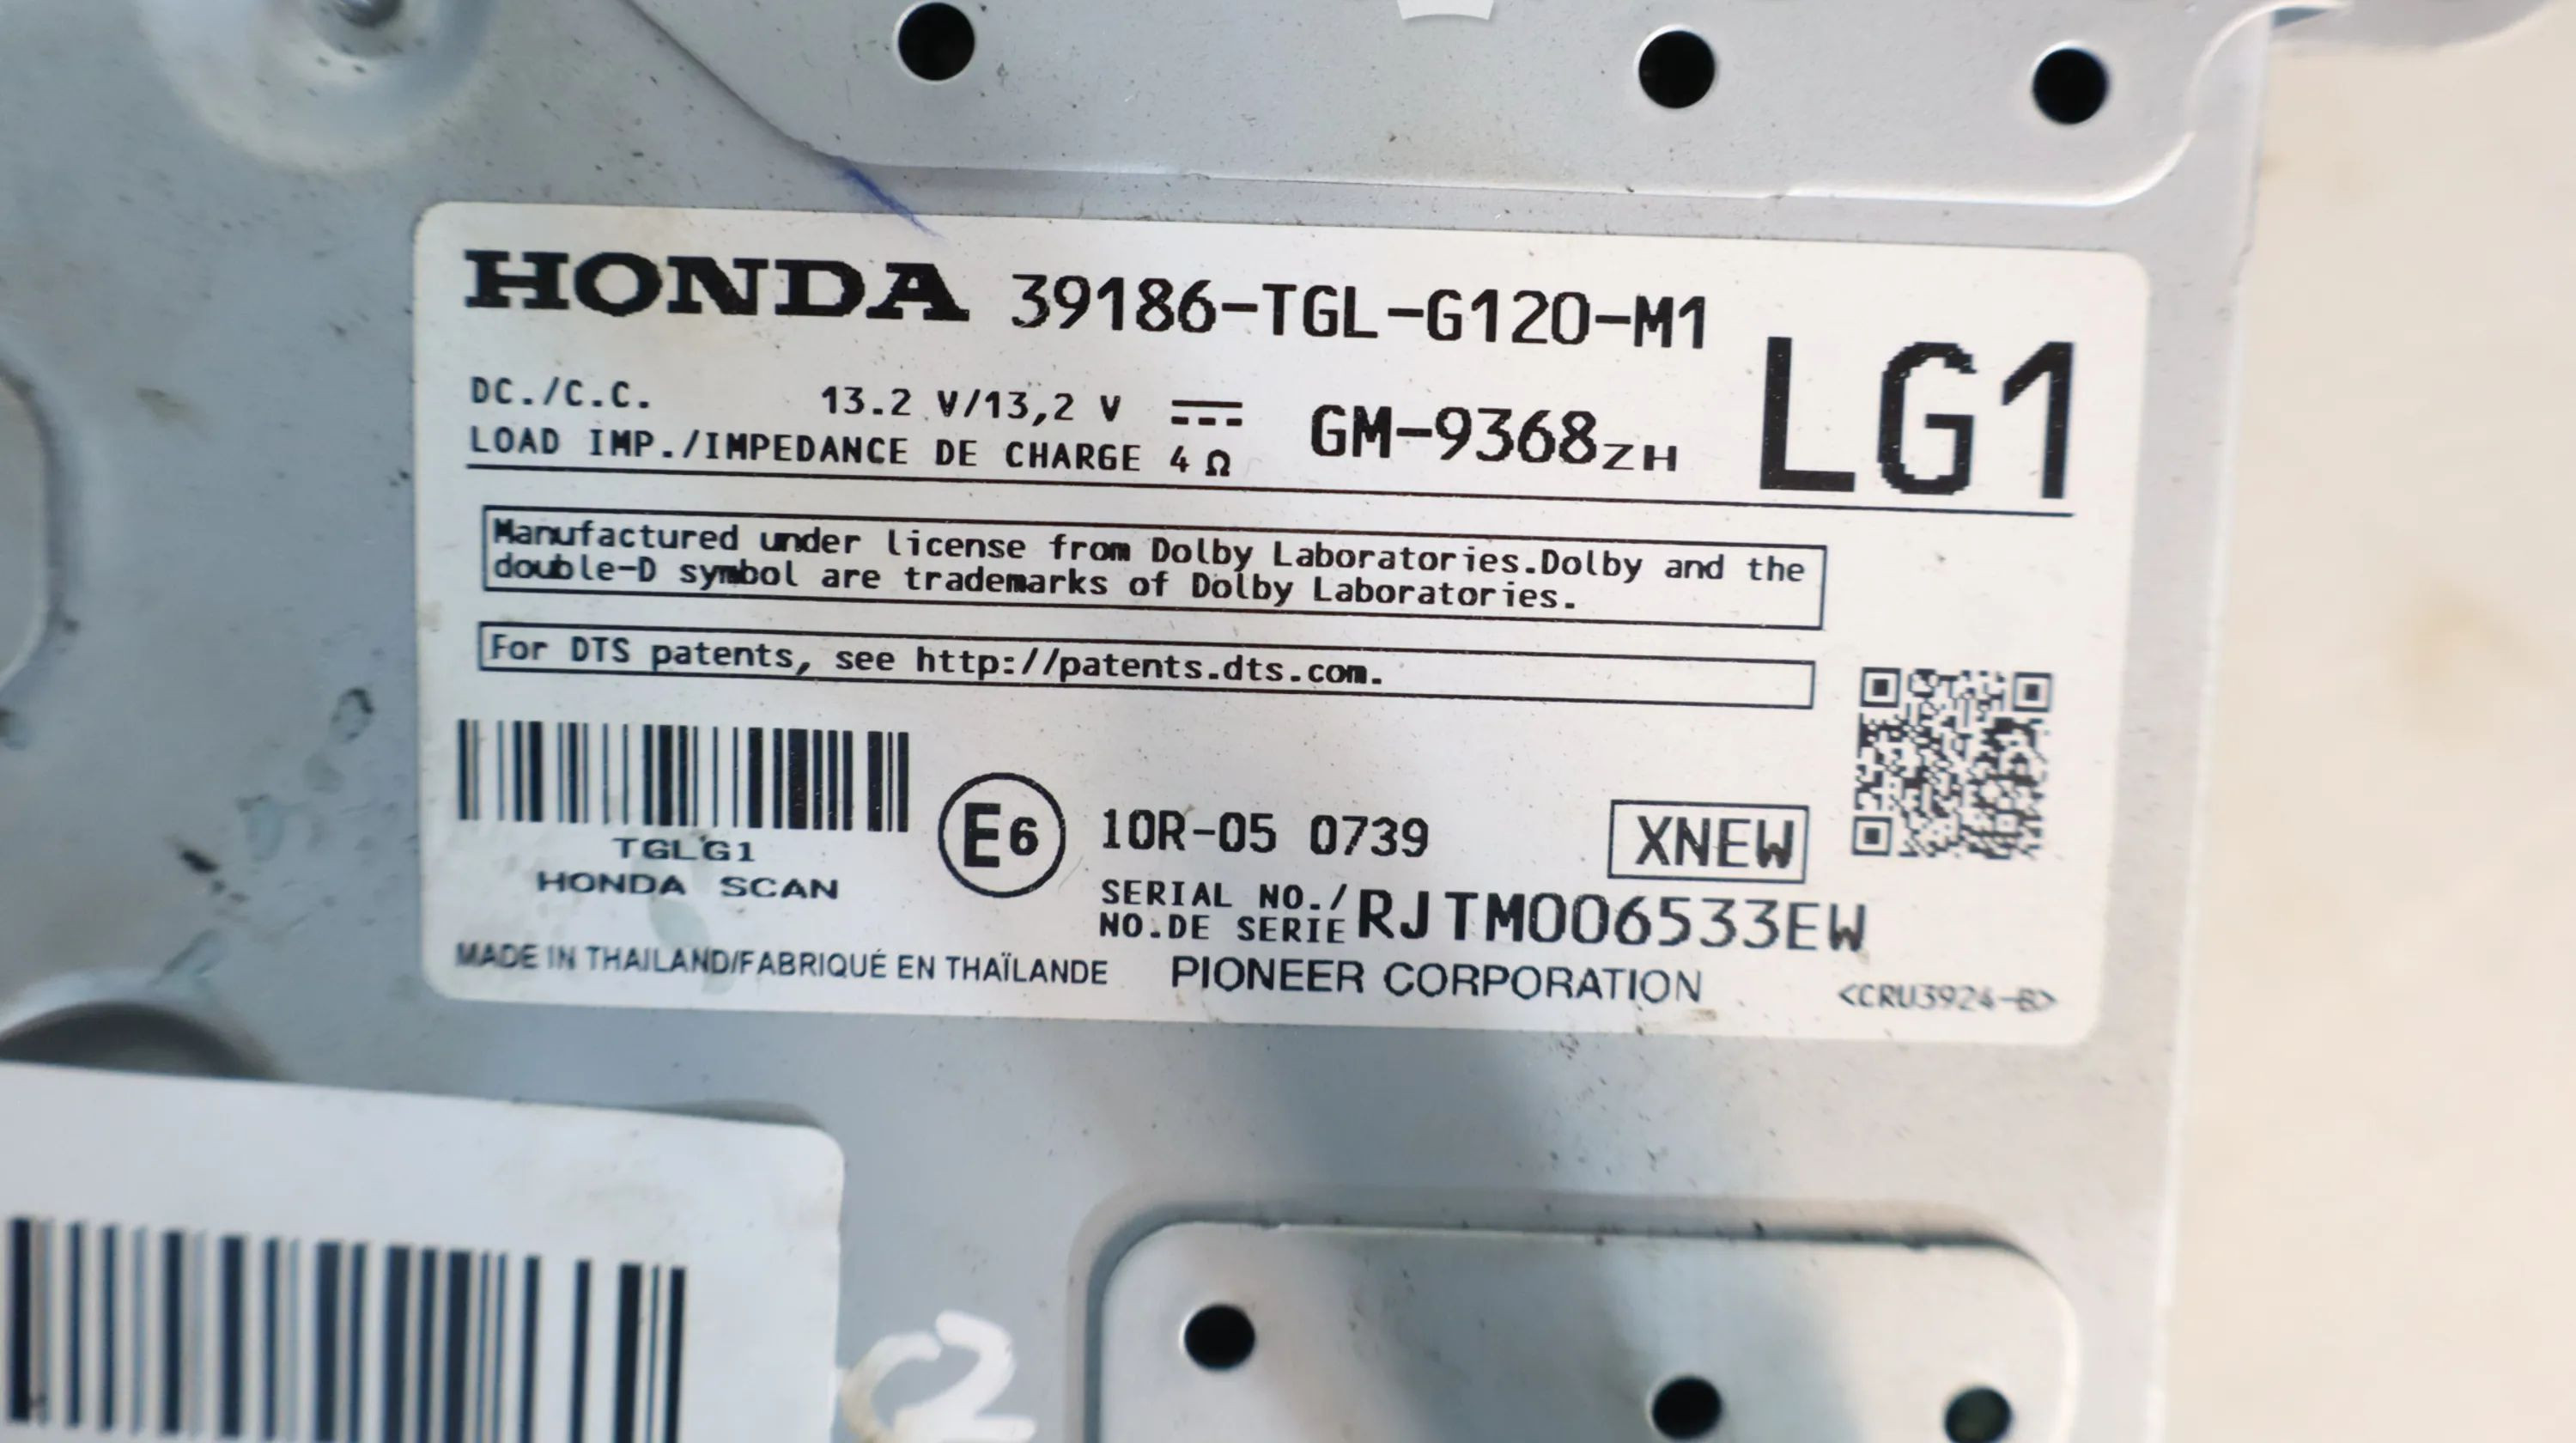 HONDA 39186-TGL-G120-M1
LG1
DC./C.C. 13.2 V/13,2 V
GM-9368ZH
LOAD IMP./IMPEDANCE DE CHARGE 4 Ω
Manufactured under license from Dolby Laboratories.Dolby and the
double-D symbol are trademarks of Dolby Laboratories.
For DTS patents, see http://patents.dts.com.
TGLG1
HONDA SCAN
E6 10R-05 0739
XNEW
SERIAL NO./
NO.DE SERIE RJTM006533EW
MADE IN THAILAND/FABRIQUÉ EN THAÏLANDE PIONEER CORPORATION <CRU3924-B>
C2